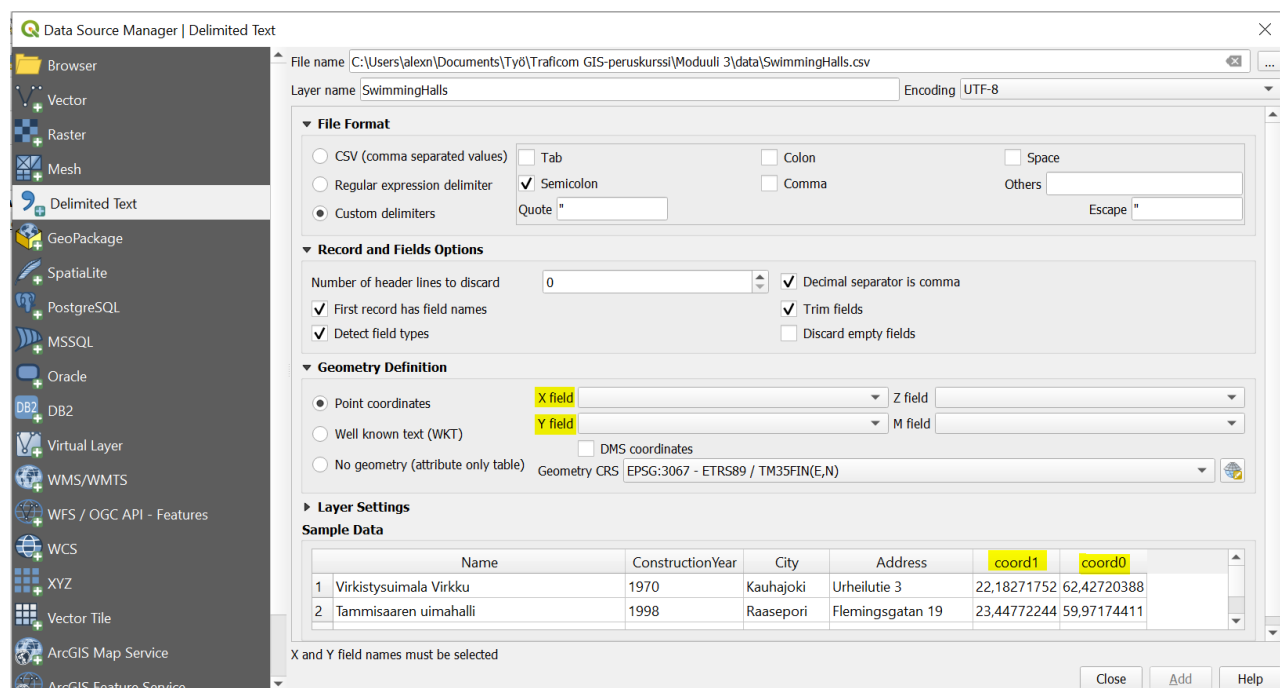 Data Source Manager | Delimited Text
Browser
Vector
Raster
Mesh
Delimited Text
GeoPackage
SpatiaLite
PostgreSQL
MSSQL
Oracle
DB2
DB2
Virtual Layer
WMS/WMTS
WFS / OGC API - Features
WCS
XYZ
Vector Tile
ArcGIS Map Service
ArcGIS Feature Service
File name C:\Users\alexn\Documents\Työ\Traficom GIS-peruskurssi\Moduuli 3\data\SwimmingHalls.csv ...
Layer name SwimmingHalls Encoding UTF-8
File Format
CSV (comma separated values) Tab Colon Space
Regular expression delimiter Semicolon Comma Others
Custom delimiters Quote " Escape "
Record and Fields Options
Number of header lines to discard 0 Decimal separator is comma
First record has field names Trim fields
Detect field types Discard empty fields
Geometry Definition
Point coordinates X field Z field
Well known text (WKT) Y field M field
DMS coordinates
No geometry (attribute only table) Geometry CRS EPSG:3067 - ETRS89 / TM35FIN(E,N)
Layer Settings
Sample Data
Name ConstructionYear City Address coord1 coord0
1 Virkistysuimala Virkku 1970 Kauhajoki Urheilutie 3 22,18271752 62,42720388
2 Tammisaaren uimahalli 1998 Raasepori Flemingsgatan 19 23,44772244 59,97174411
X and Y field names must be selected
Close Add Help